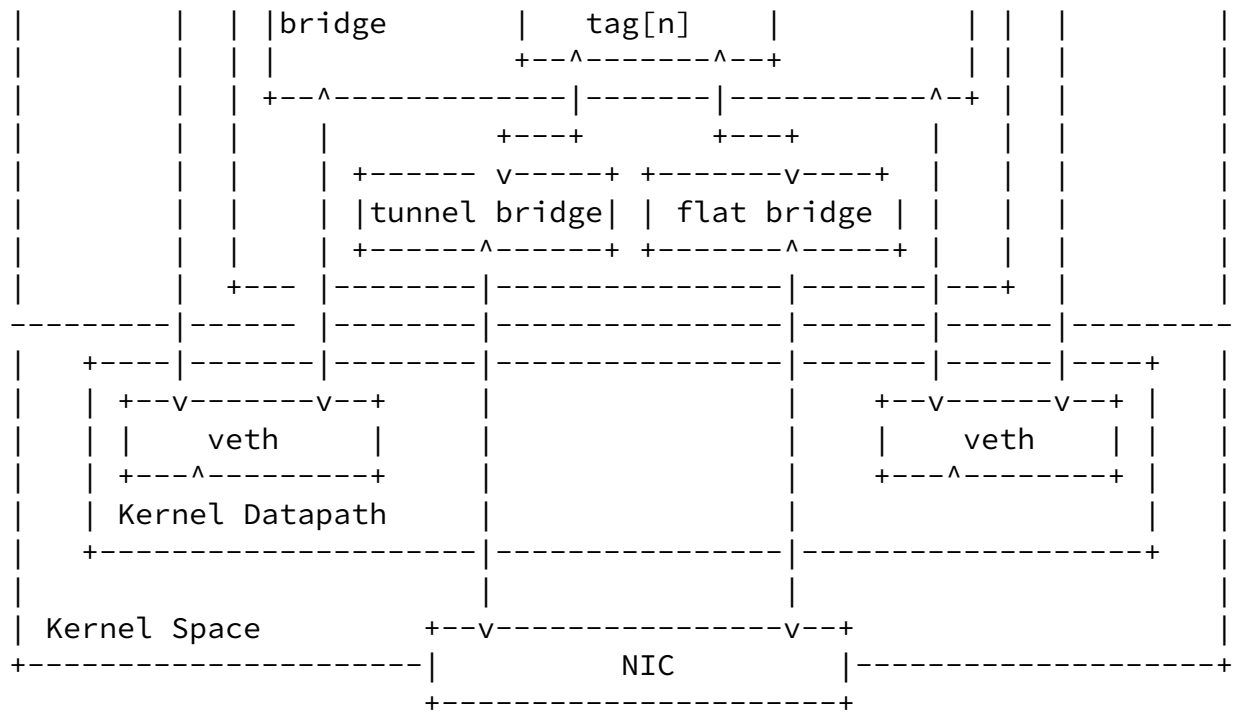 bridge tag[n]
tunnel bridge flat bridge
veth veth
Kernel Datapath
Kernel Space
NIC